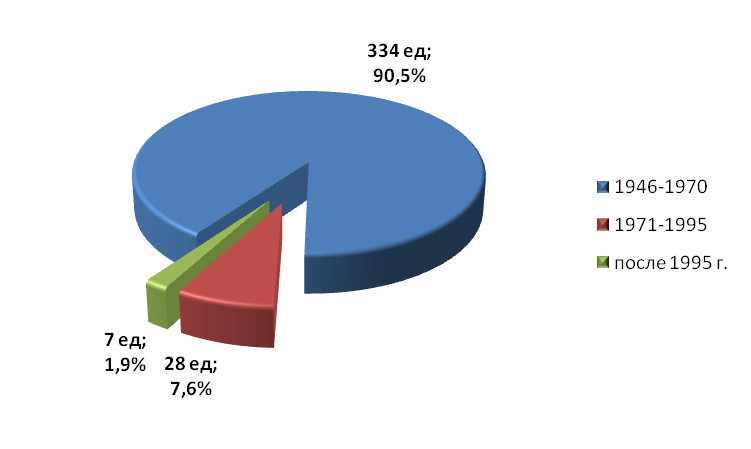 334 ед;
90,5%
1946-1970
1971-1995
после 1995 г.
7 ед;
1,9%
28 ед;
7,6%